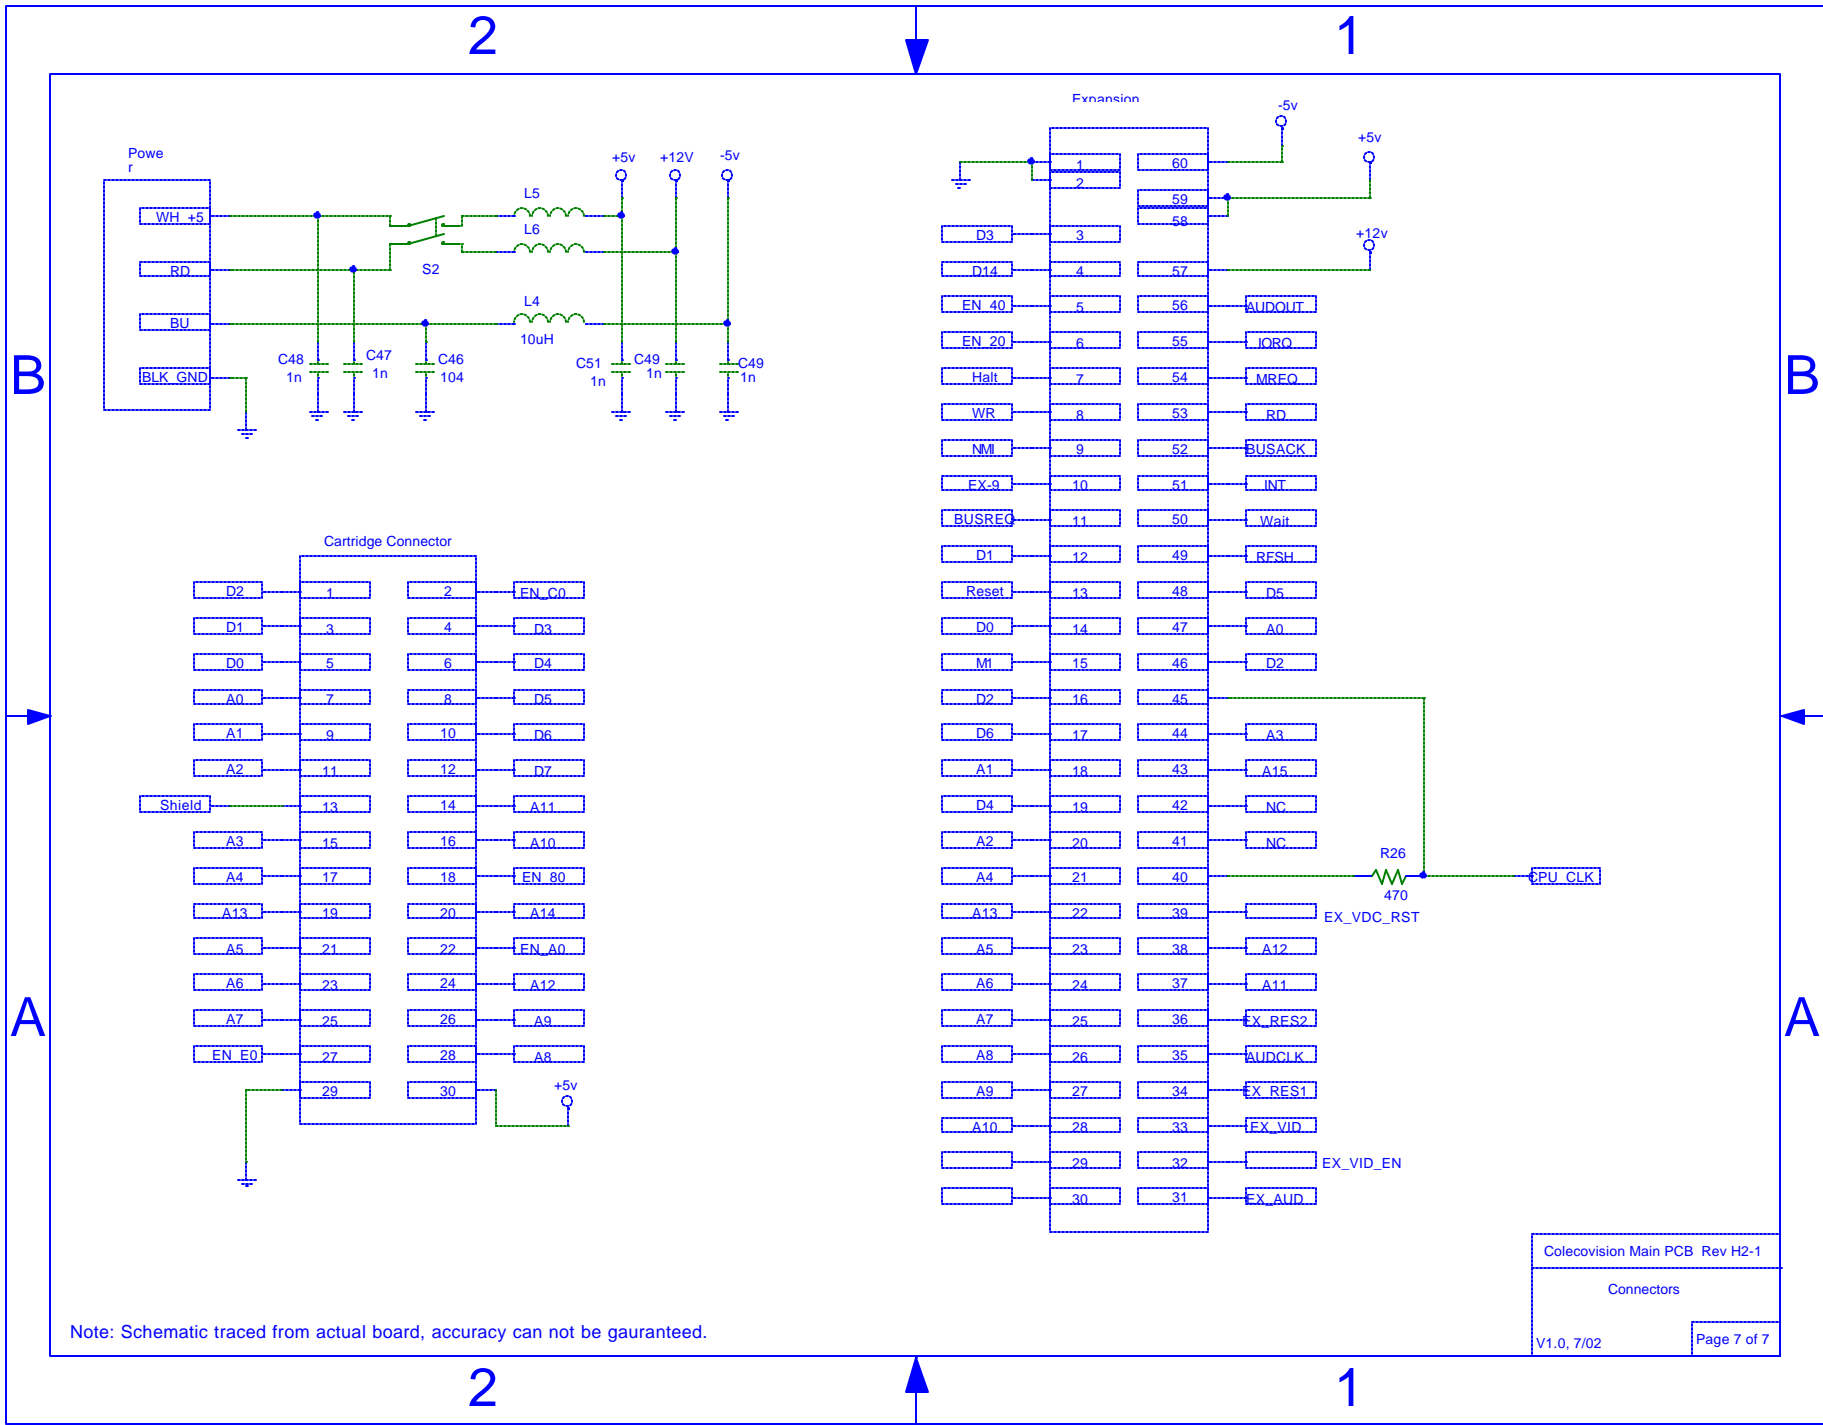 2
1
B
A
B
A
Powe
r
WH +5
RD
BU
BLK GND
+5v
+12V
-5v
L5
L6
S2
L4
10uH
C48
1n
C47
1n
C46
104
C51
1n
C49
1n
C49
1n
Cartridge Connector
D2 1 2 EN_C0
D1 3 4 D3
D0 5 6 D4
A0 7 8 D5
A1 9 10 D6
A2 11 12 D7
Shield 13 14 A11
A3 15 16 A10
A4 17 18 EN 80
A13 19 20 A14
A5 21 22 EN_A0
A6 23 24 A12
A7 25 26 A9
EN E0 27 28 A8
29 30 +5v
Expansion
-5v
+5v
+12v
1 60
2 59
58
D3 3
D14 4 57
EN 40 5 56 AUDOUT
EN 20 6 55 IORQ
Halt 7 54 MREQ
WR 8 53 RD
NMI 9 52 BUSACK
EX-9 10 51 INT
BUSREQ 11 50 Wait
D1 12 49 RFSH
Reset 13 48 D5
D0 14 47 A0
M1 15 46 D2
D2 16 45
D6 17 44 A3
A1 18 43 A15
D4 19 42 NC
A2 20 41 NC
A4 21 40 R26 470 CPU CLK
A13 22 39 EX_VDC_RST
A5 23 38 A12
A6 24 37 A11
A7 25 36 EX_RES2
A8 26 35 AUDCLK
A9 27 34 EX RES1
A10 28 33 EX_VID
29 32 EX_VID_EN
30 31 EX_AUD
Note: Schematic traced from actual board, accuracy can not be gauranteed.
Colecovision Main PCB Rev H2-1
Connectors
V1.0, 7/02
Page 7 of 7
2
1